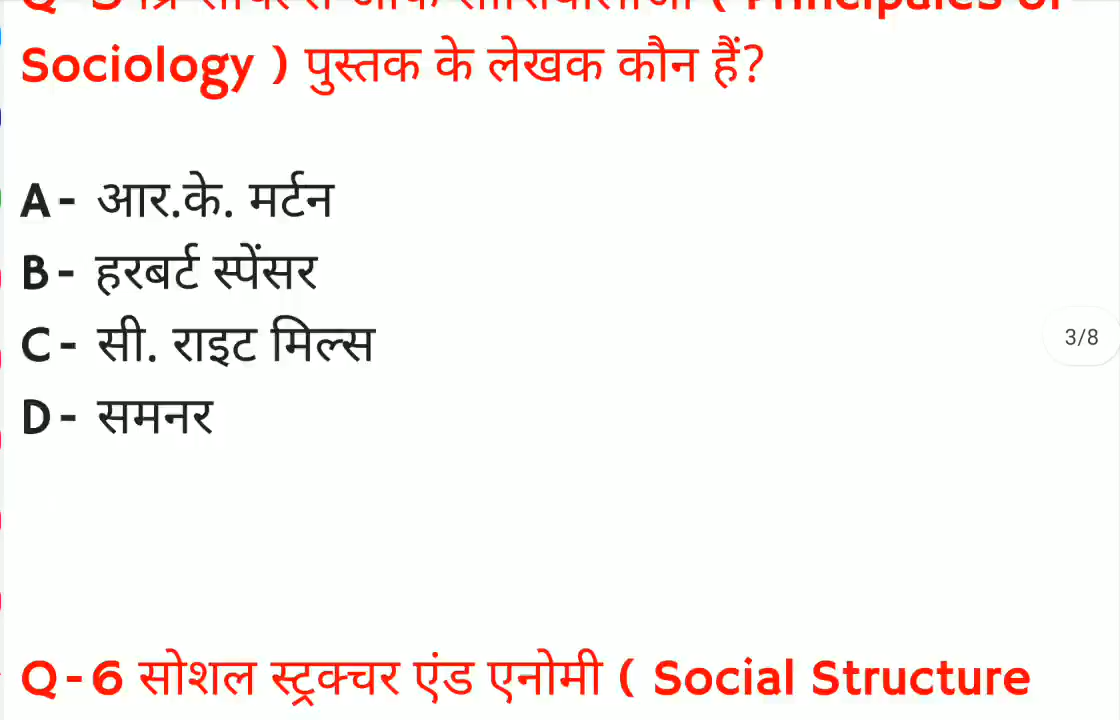 Sociology ) पुस्तक के लेखक कौन हैं?
A - आर.के. मर्टन
B - हरबर्ट स्पेंसर
C - सी. राइट मिल्स
3/8
D - समनर
Q - 6 सोशल स्ट्रक्चर एंड एनोमी ( Social Structure